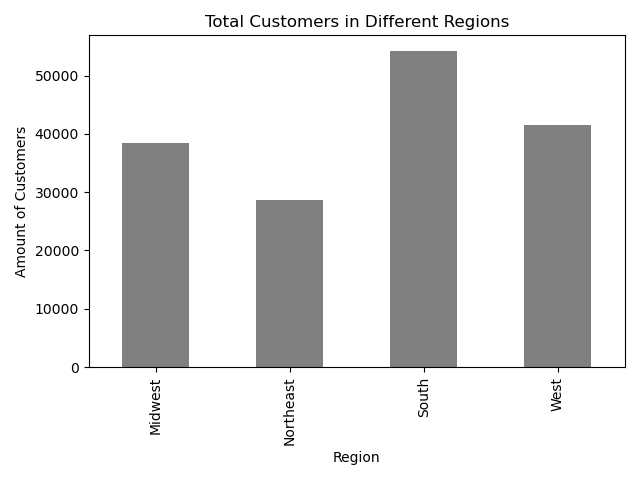 Total Customers in Different Regions
Amount of Customers
50000
40000
30000
20000
10000
0
Midwest
Northeast
South
West
Region